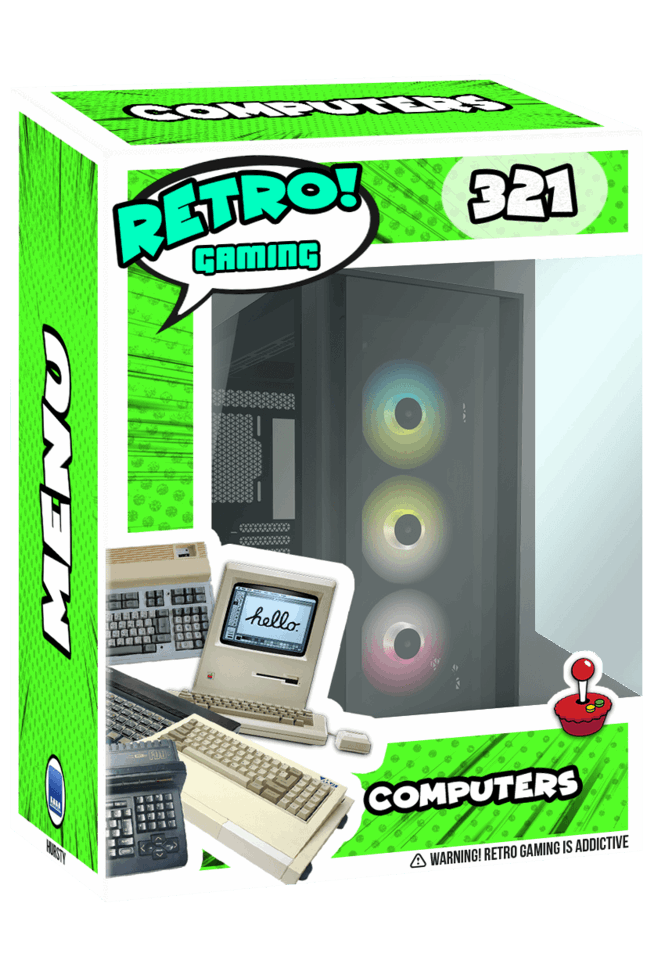 COMPUTERS
RETRO!
GAMING
321
MENU
hello.
COMPUTERS
HURSTY
WARNING! RETRO GAMING IS ADDICTIVE